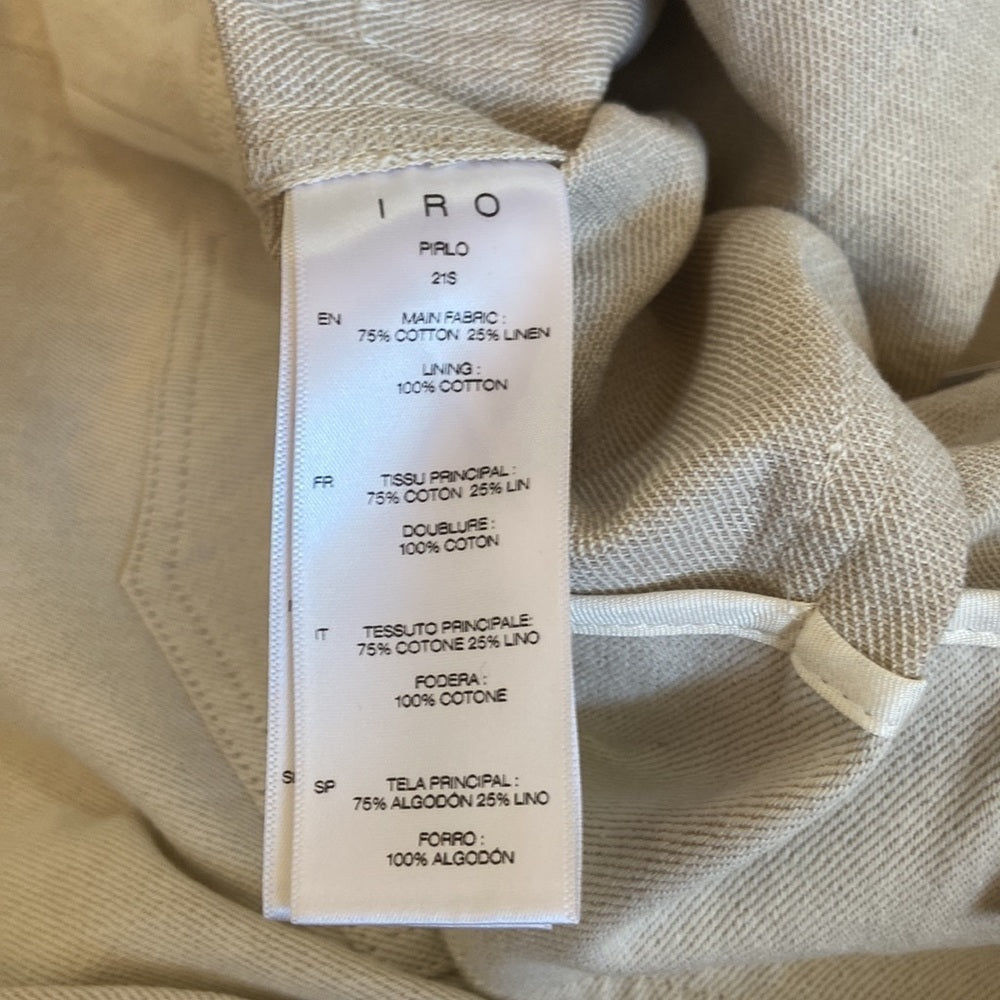 I R O
PIRLO
21S
EN
MAIN FABRIC :
75% COTTON 25% LINEN
LINING :
100% COTTON
FR
TISSU PRINCIPAL :
75% COTON 25% LIN
DOUBLURE :
100% COTON
IT
TESSUTO PRINCIPALE:
75% COTONE 25% LINO
FODERA :
100% COTONE
SP
TELA PRINCIPAL :
75% ALGODÓN 25% LINO
FORRO :
100% ALGODÓN